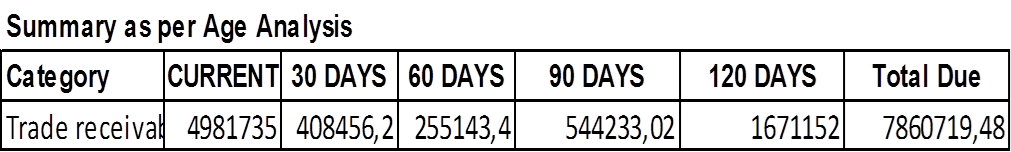 Summary as per Age Analysis
Category CURRENT 30 DAYS 60 DAYS 90 DAYS 120 DAYS Total Due
Trade receivab 4981735 408456,2 255143,4 544233,02 1671152 7860719,48